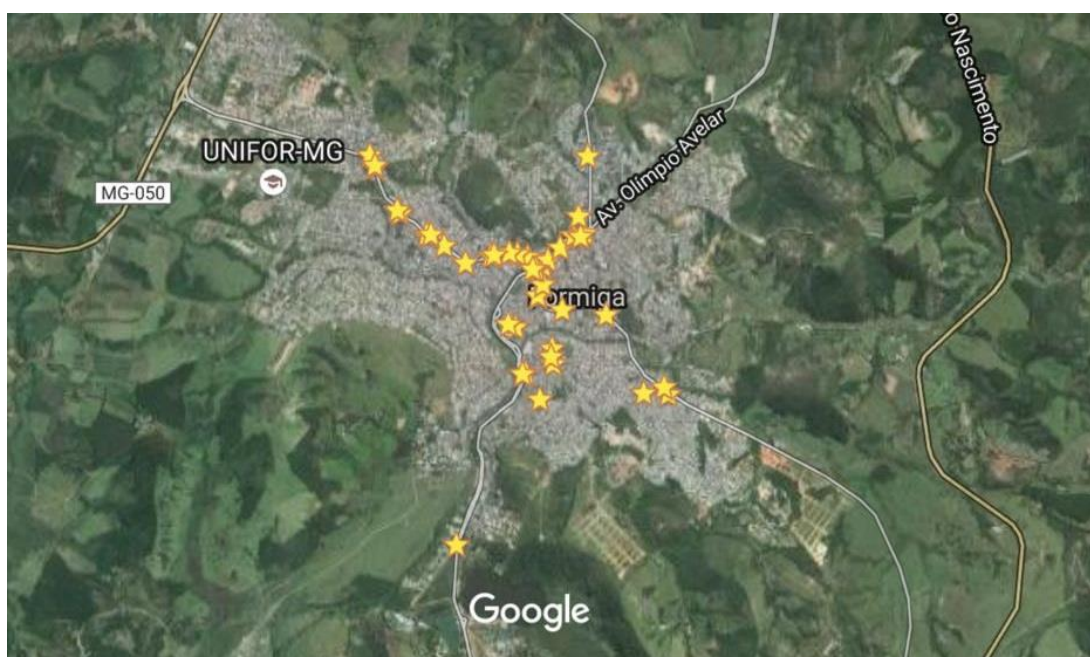 o Nascimento
Av. Olímpio Avelar
UNIFOR-MG
MG-050
Formiga
Google